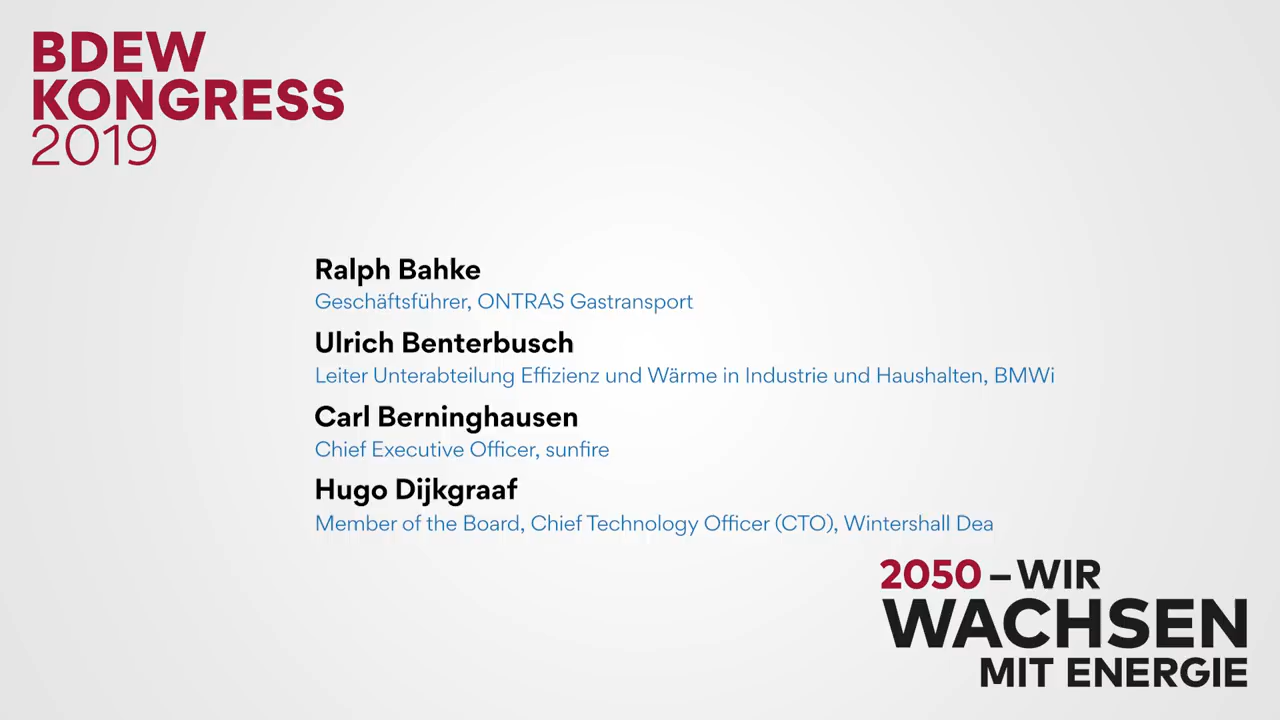 BDEW
KONGRESS
2019
Ralph Bahke
Geschäftsführer, ONTRAS Gastransport
Ulrich Benterbusch
Leiter Unterabteilung Effizienz und Wärme in Industrie und Haushalten, BMWi
Carl Berninghausen
Chief Executive Officer, sunfire
Hugo Dijkgraaf
Member of the Board, Chief Technology Officer (CTO), Wintershall Dea
2050 – WIR
WACHSEN
MIT ENERGIE